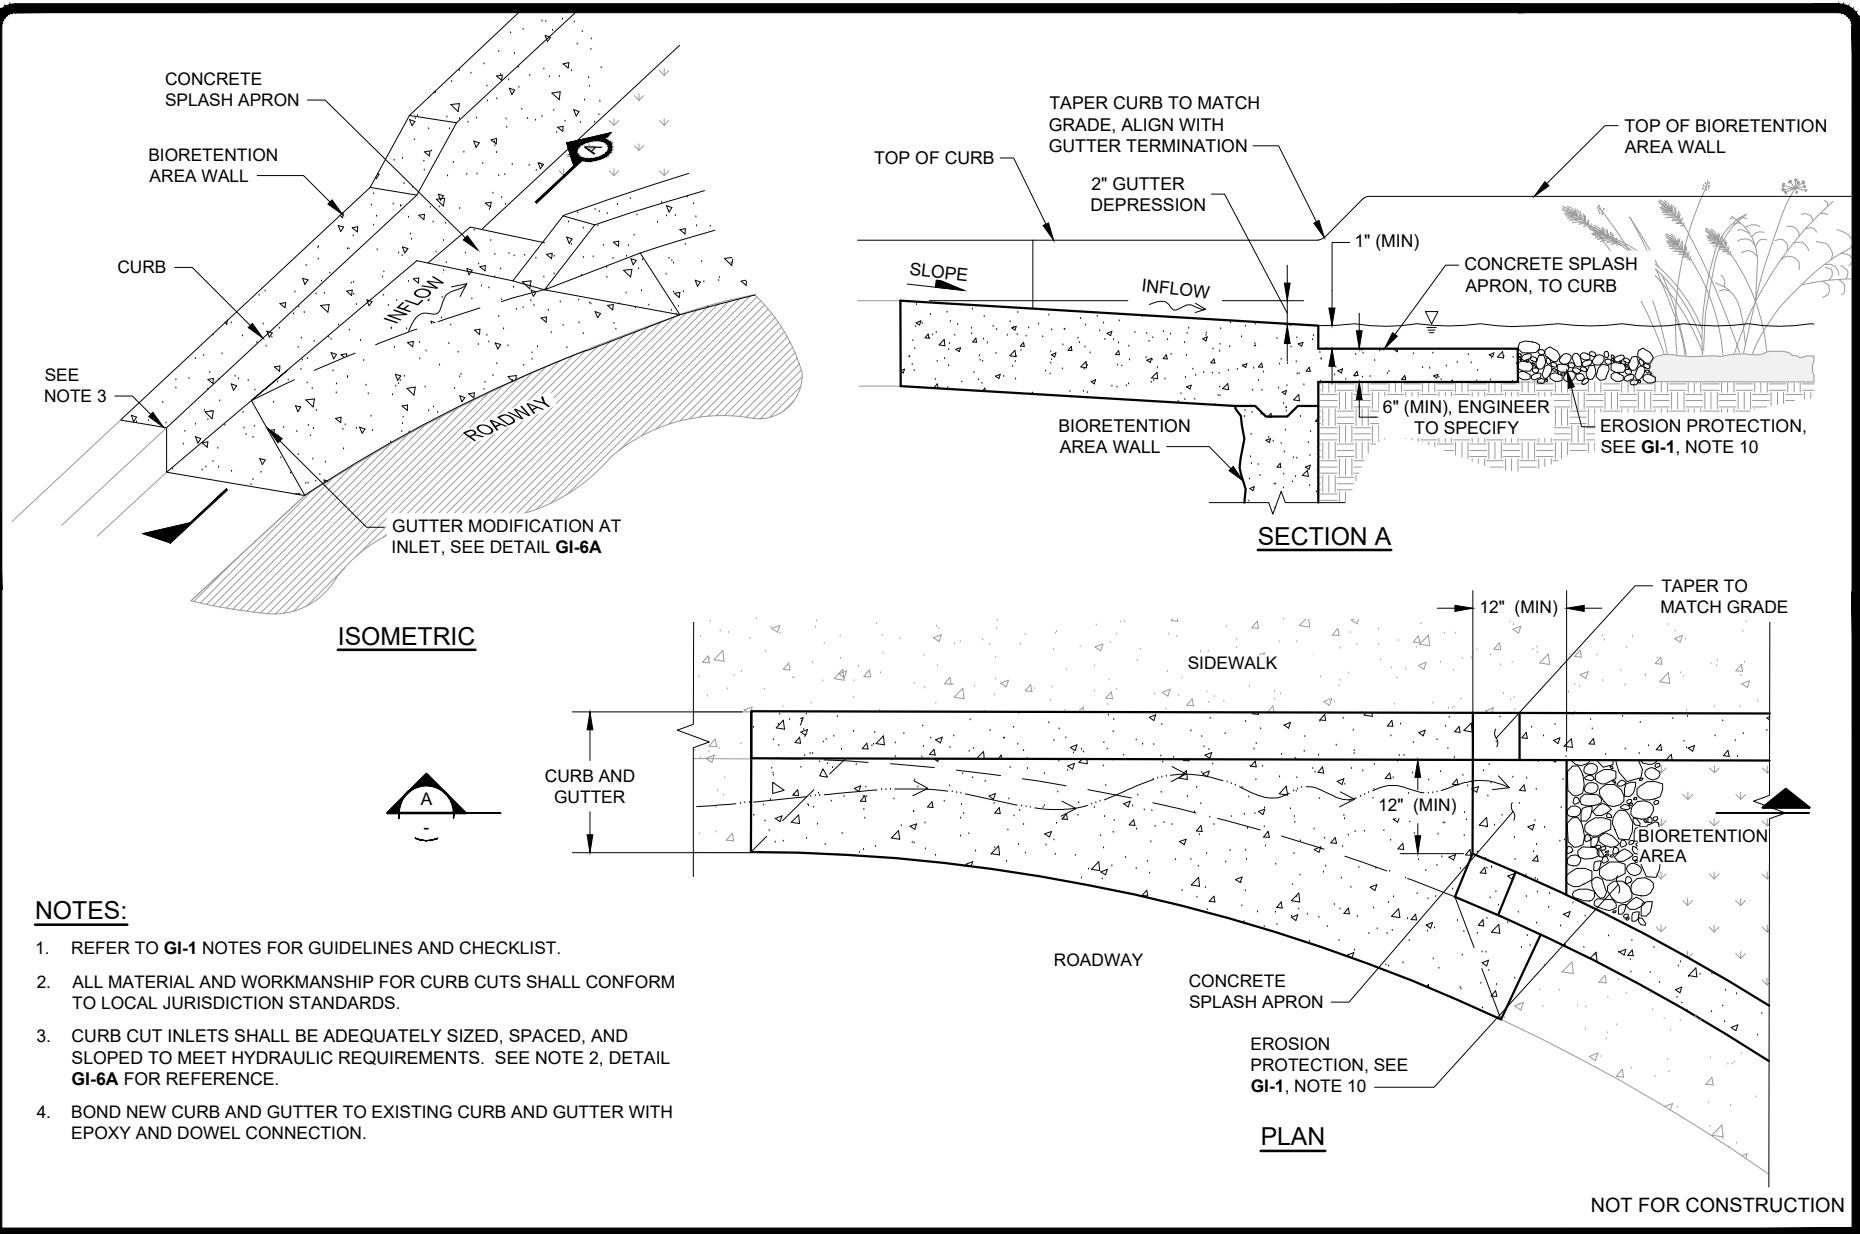 CONCRETE
SPLASH APRON
BIORETENTION
AREA WALL
CURB
SEE
NOTE 3
INFLOW
ROADWAY
A
GUTTER MODIFICATION AT
INLET, SEE DETAIL GI-6A
ISOMETRIC
TAPER CURB TO MATCH
GRADE, ALIGN WITH
GUTTER TERMINATION
TOP OF CURB
2" GUTTER
DEPRESSION
TOP OF BIORETENTION
AREA WALL
1" (MIN)
SLOPE
INFLOW
CONCRETE SPLASH
APRON, TO CURB
6" (MIN), ENGINEER
TO SPECIFY
BIORETENTION
AREA WALL
EROSION PROTECTION,
SEE GI-1, NOTE 10
SECTION A
TAPER TO
MATCH GRADE
12" (MIN)
SIDEWALK
CURB AND
GUTTER
A
-
12" (MIN)
BIORETENTION
AREA
ROADWAY
CONCRETE
SPLASH APRON
EROSION
PROTECTION, SEE
GI-1, NOTE 10
PLAN
NOTES:
1. REFER TO GI-1 NOTES FOR GUIDELINES AND CHECKLIST.
2. ALL MATERIAL AND WORKMANSHIP FOR CURB CUTS SHALL CONFORM
TO LOCAL JURISDICTION STANDARDS.
3. CURB CUT INLETS SHALL BE ADEQUATELY SIZED, SPACED, AND
SLOPED TO MEET HYDRAULIC REQUIREMENTS. SEE NOTE 2, DETAIL
GI-6A FOR REFERENCE.
4. BOND NEW CURB AND GUTTER TO EXISTING CURB AND GUTTER WITH
EPOXY AND DOWEL CONNECTION.
NOT FOR CONSTRUCTION